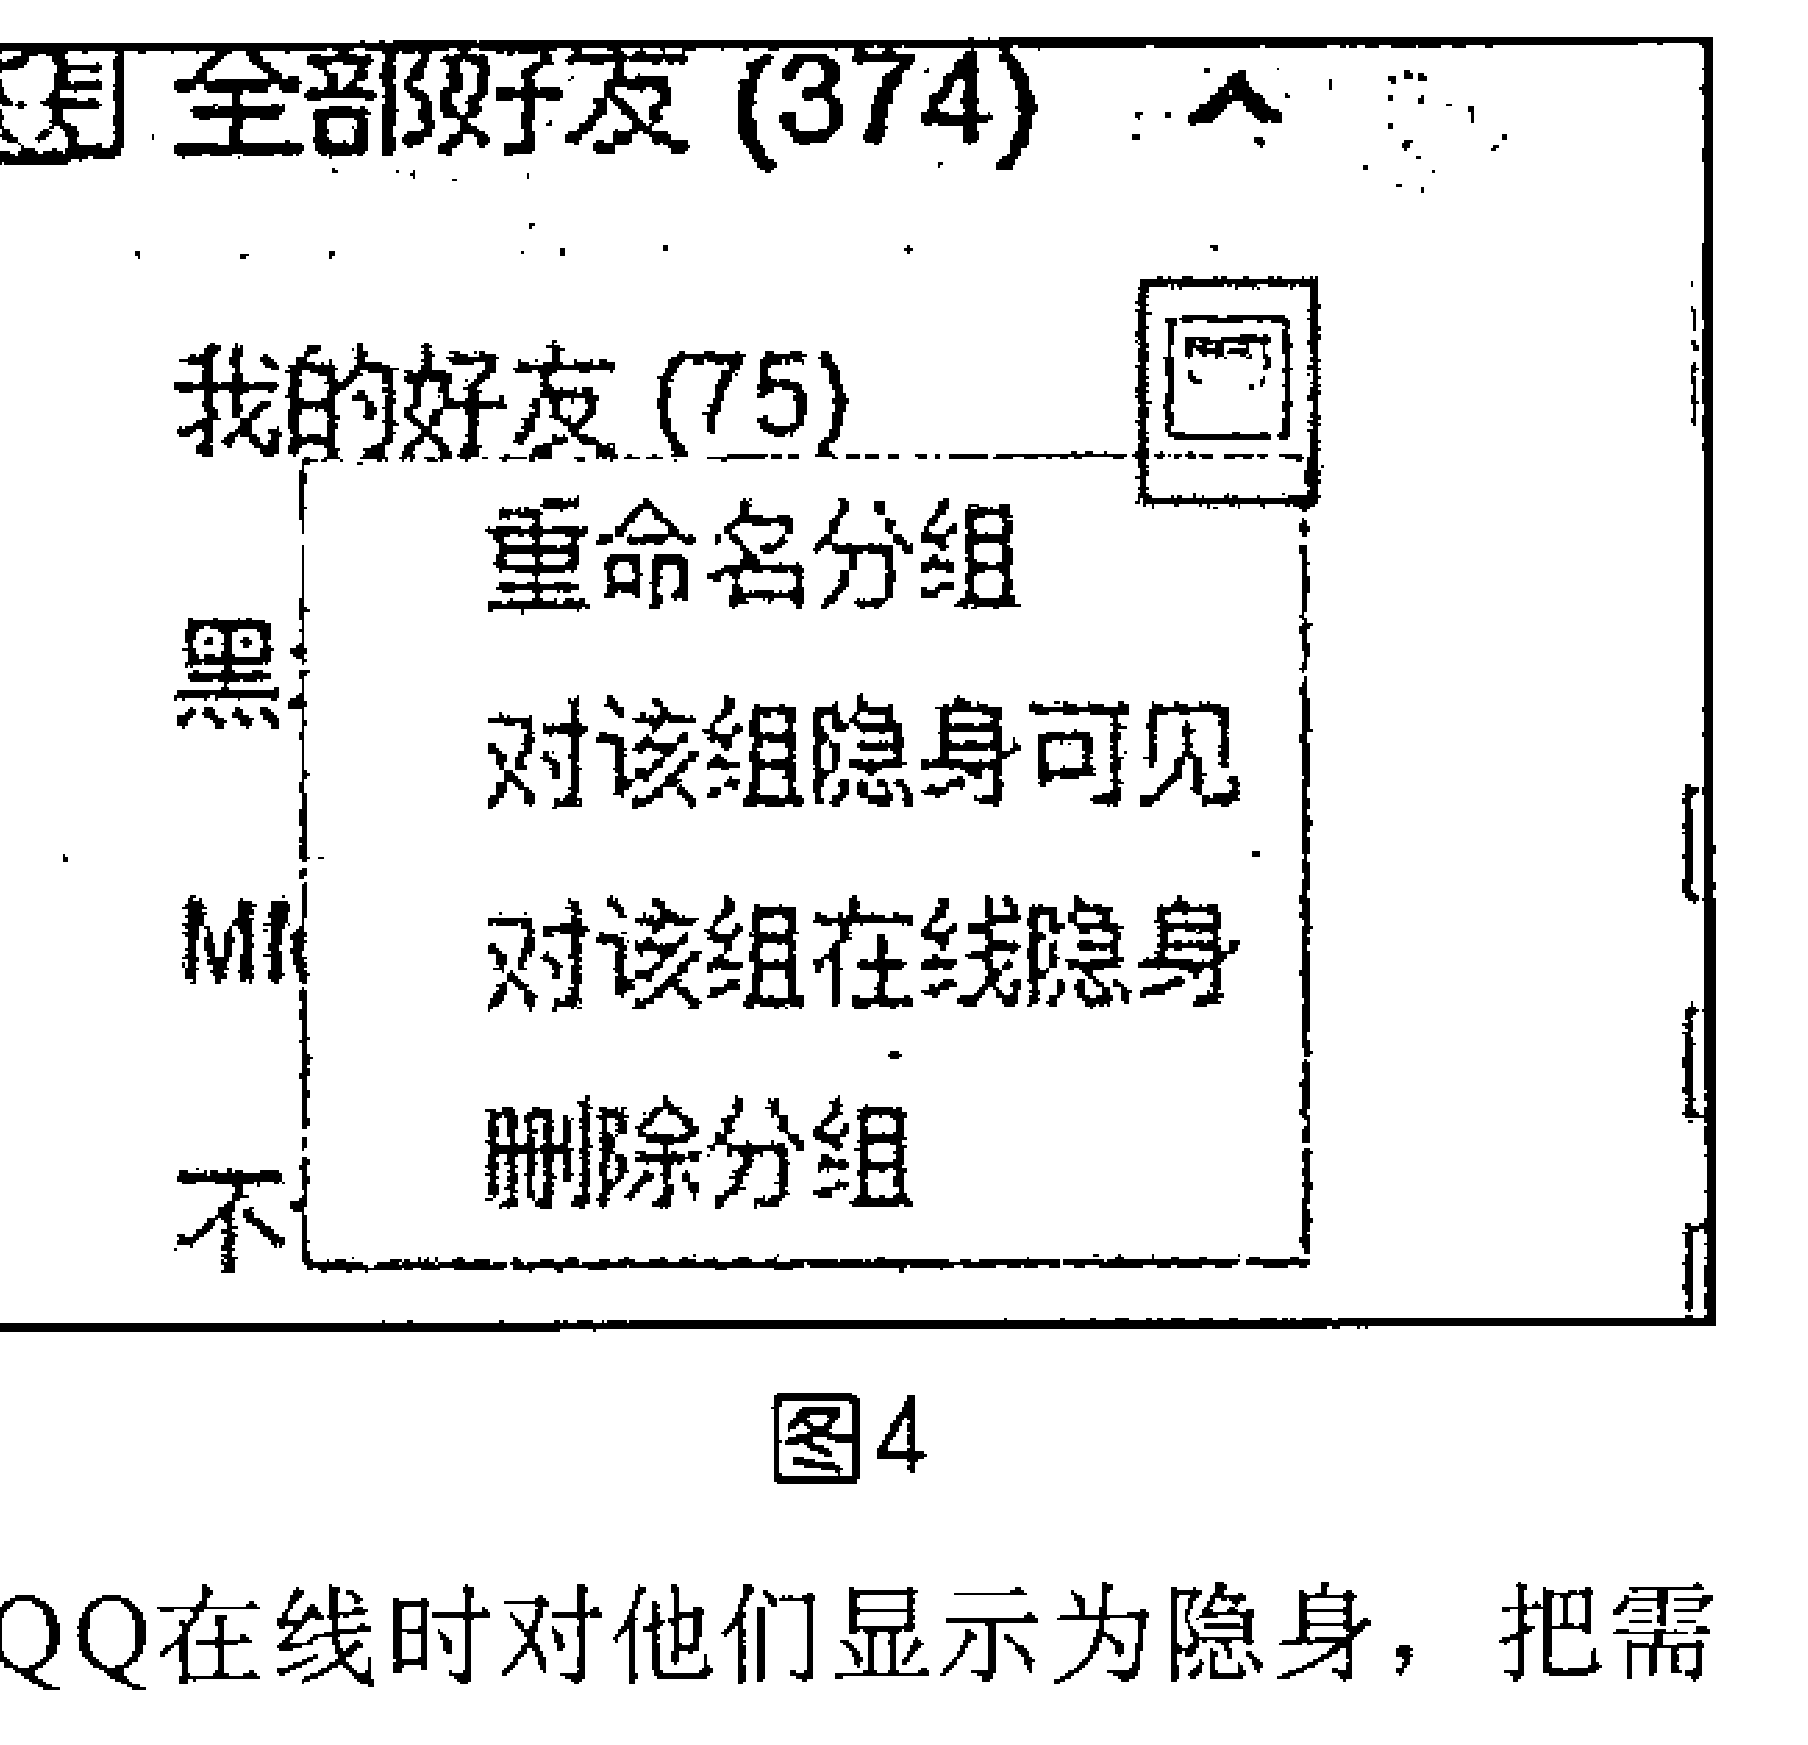 全部好友 (374)
我的好友 (75)
重命名分组
黑
对该组隐身可见
对该组在线隐身
删除分组
不
图4
QQ在线时对他们显示为隐身，把需